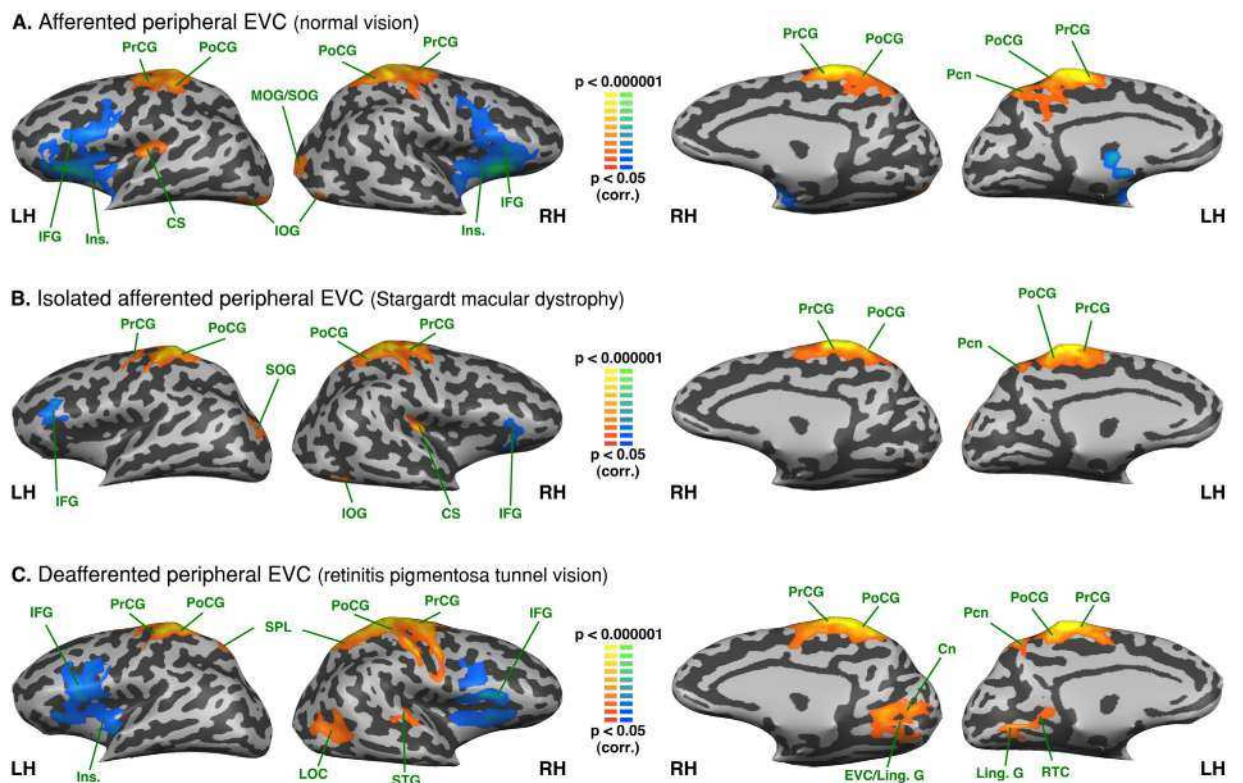 A. Afferented peripheral EVC (normal vision)
PrCG PoCG PoCG PrCG PrCG PoCG PoCG PrCG
Pcn
MOG/SOG
p < 0.000001
p < 0.05
(corr.)
LH IFG Ins. CS IOG Ins. IFG RH RH LH
B. Isolated afferented peripheral EVC (Stargardt macular dystrophy)
PrCG PoCG PoCG PrCG PrCG PoCG PoCG PrCG
Pcn
SOG
p < 0.000001
p < 0.05
(corr.)
LH IFG IOG CS IFG RH RH LH
C. Deafferented peripheral EVC (retinitis pigmentosa tunnel vision)
IFG PrCG PoCG SPL PoCG PrCG IFG PrCG PoCG Pcn PoCG PrCG
Cn
p < 0.000001
p < 0.05
(corr.)
LH Ins. LOC STG RH RH EVC/Ling. G Ling. G RTC LH